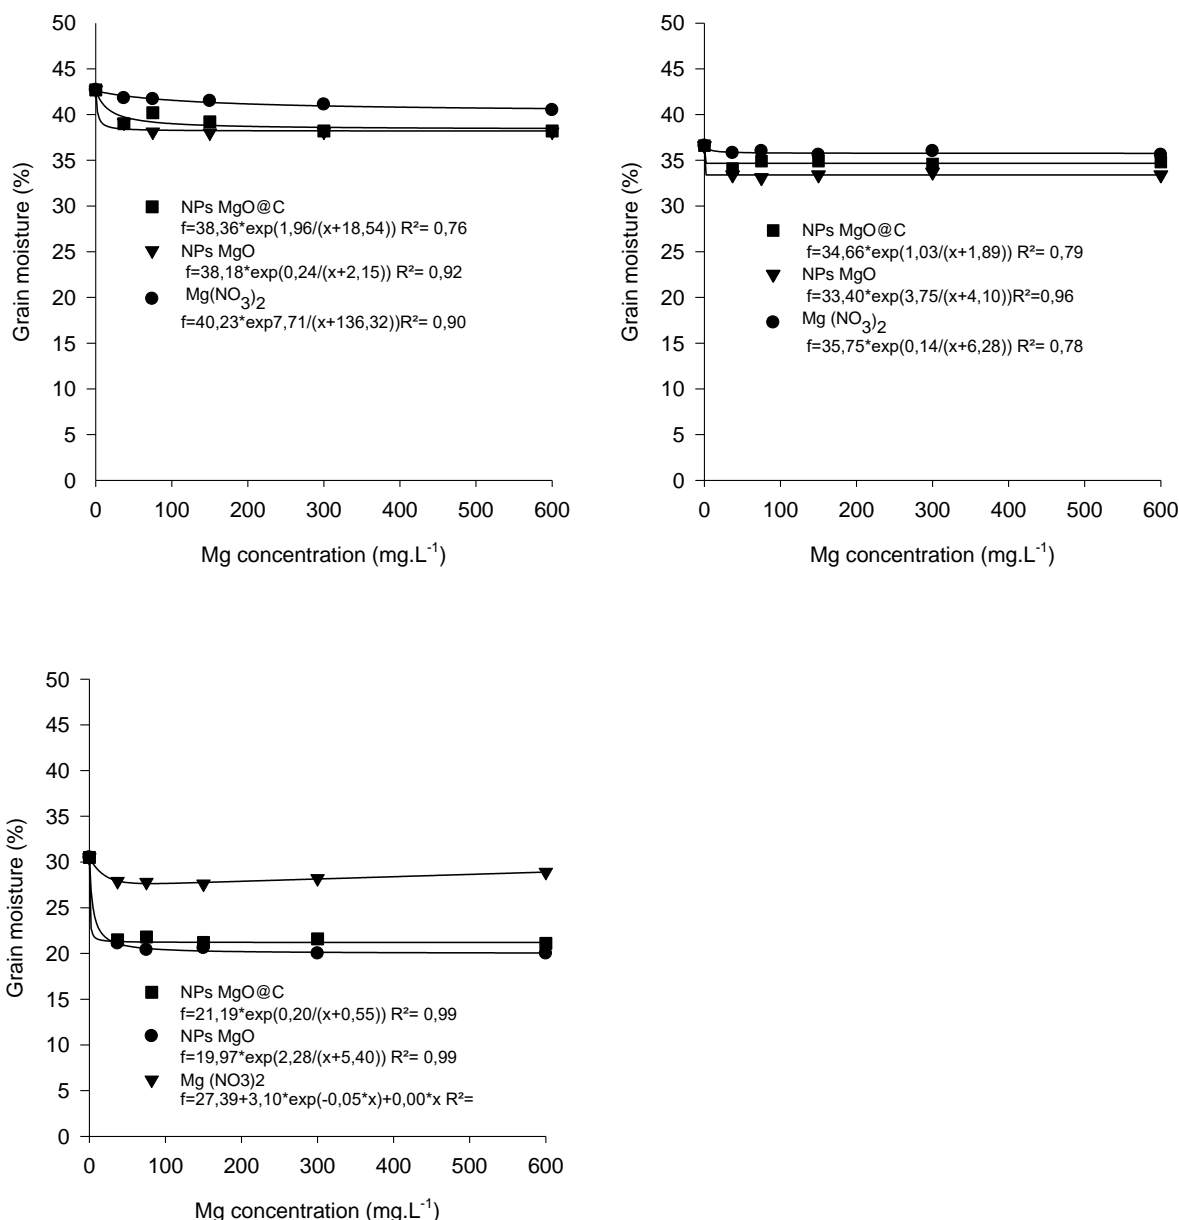 50
45
40
35
30
25
20
15
10
5
0
Grain moisture (%)
NPs MgO@C
f=38,36*exp(1,96/(x+18,54)) R²= 0,76
NPs MgO
f=38,18*exp(0,24/(x+2,15)) R²= 0,92
Mg(NO3)2
f=40,23*exp7,71/(x+136,32))R²= 0,90
0 100 200 300 400 500 600
Mg concentration (mg.L-1)
50
45
40
35
30
25
20
15
10
5
0
Grain moisture (%)
NPs MgO@C
f=34,66*exp(1,03/(x+1,89)) R²= 0,79
NPs MgO
f=33,40*exp(3,75/(x+4,10))R²=0,96
Mg (NO3)2
f=35,75*exp(0,14/(x+6,28)) R²= 0,78
0 100 200 300 400 500 600
Mg concentration (mg.L-1)
50
45
40
35
30
25
20
15
10
5
0
Grain moisture (%)
NPs MgO@C
f=21,19*exp(0,20/(x+0,55)) R²= 0,99
NPs MgO
f=19,97*exp(2,28/(x+5,40)) R²= 0,99
Mg (NO3)2
f=27,39+3,10*exp(-0,05*x)+0,00*x R²=
0 100 200 300 400 500 600
Mg concentration (mg.L-1)